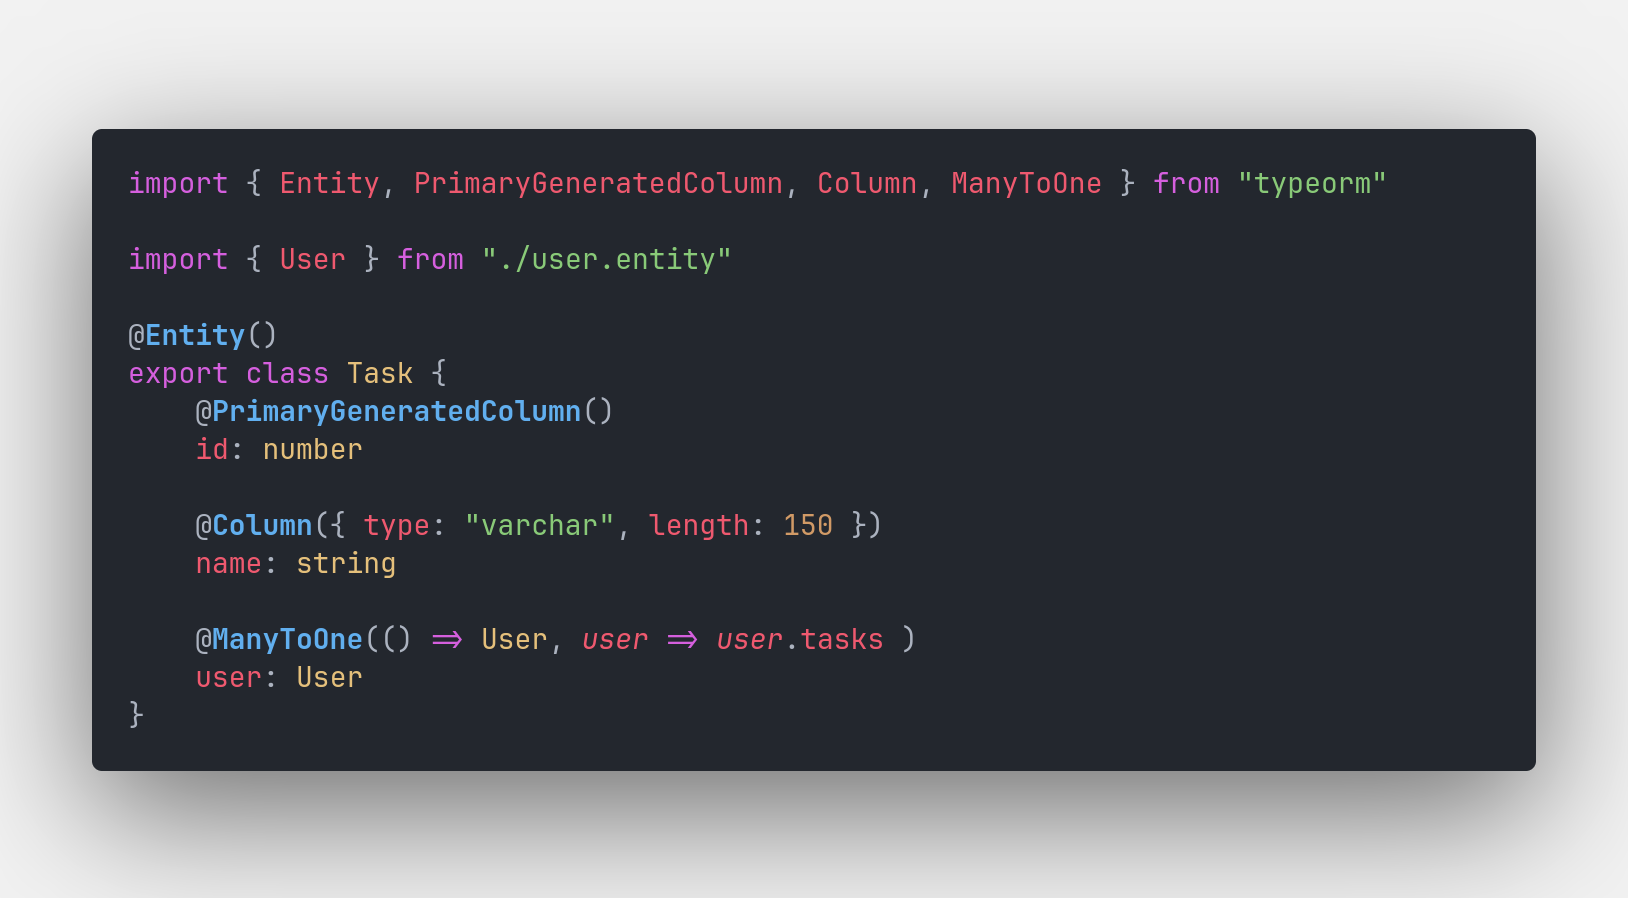 import { Entity, PrimaryGeneratedColumn, Column, ManyToOne } from "typeorm"
import { User } from "./user.entity"
@Entity()
export class Task {
    @PrimaryGeneratedColumn()
    id: number
    @Column({ type: "varchar", length: 150 })
    name: string
    @ManyToOne(() => User, user => user.tasks )
    user: User
}